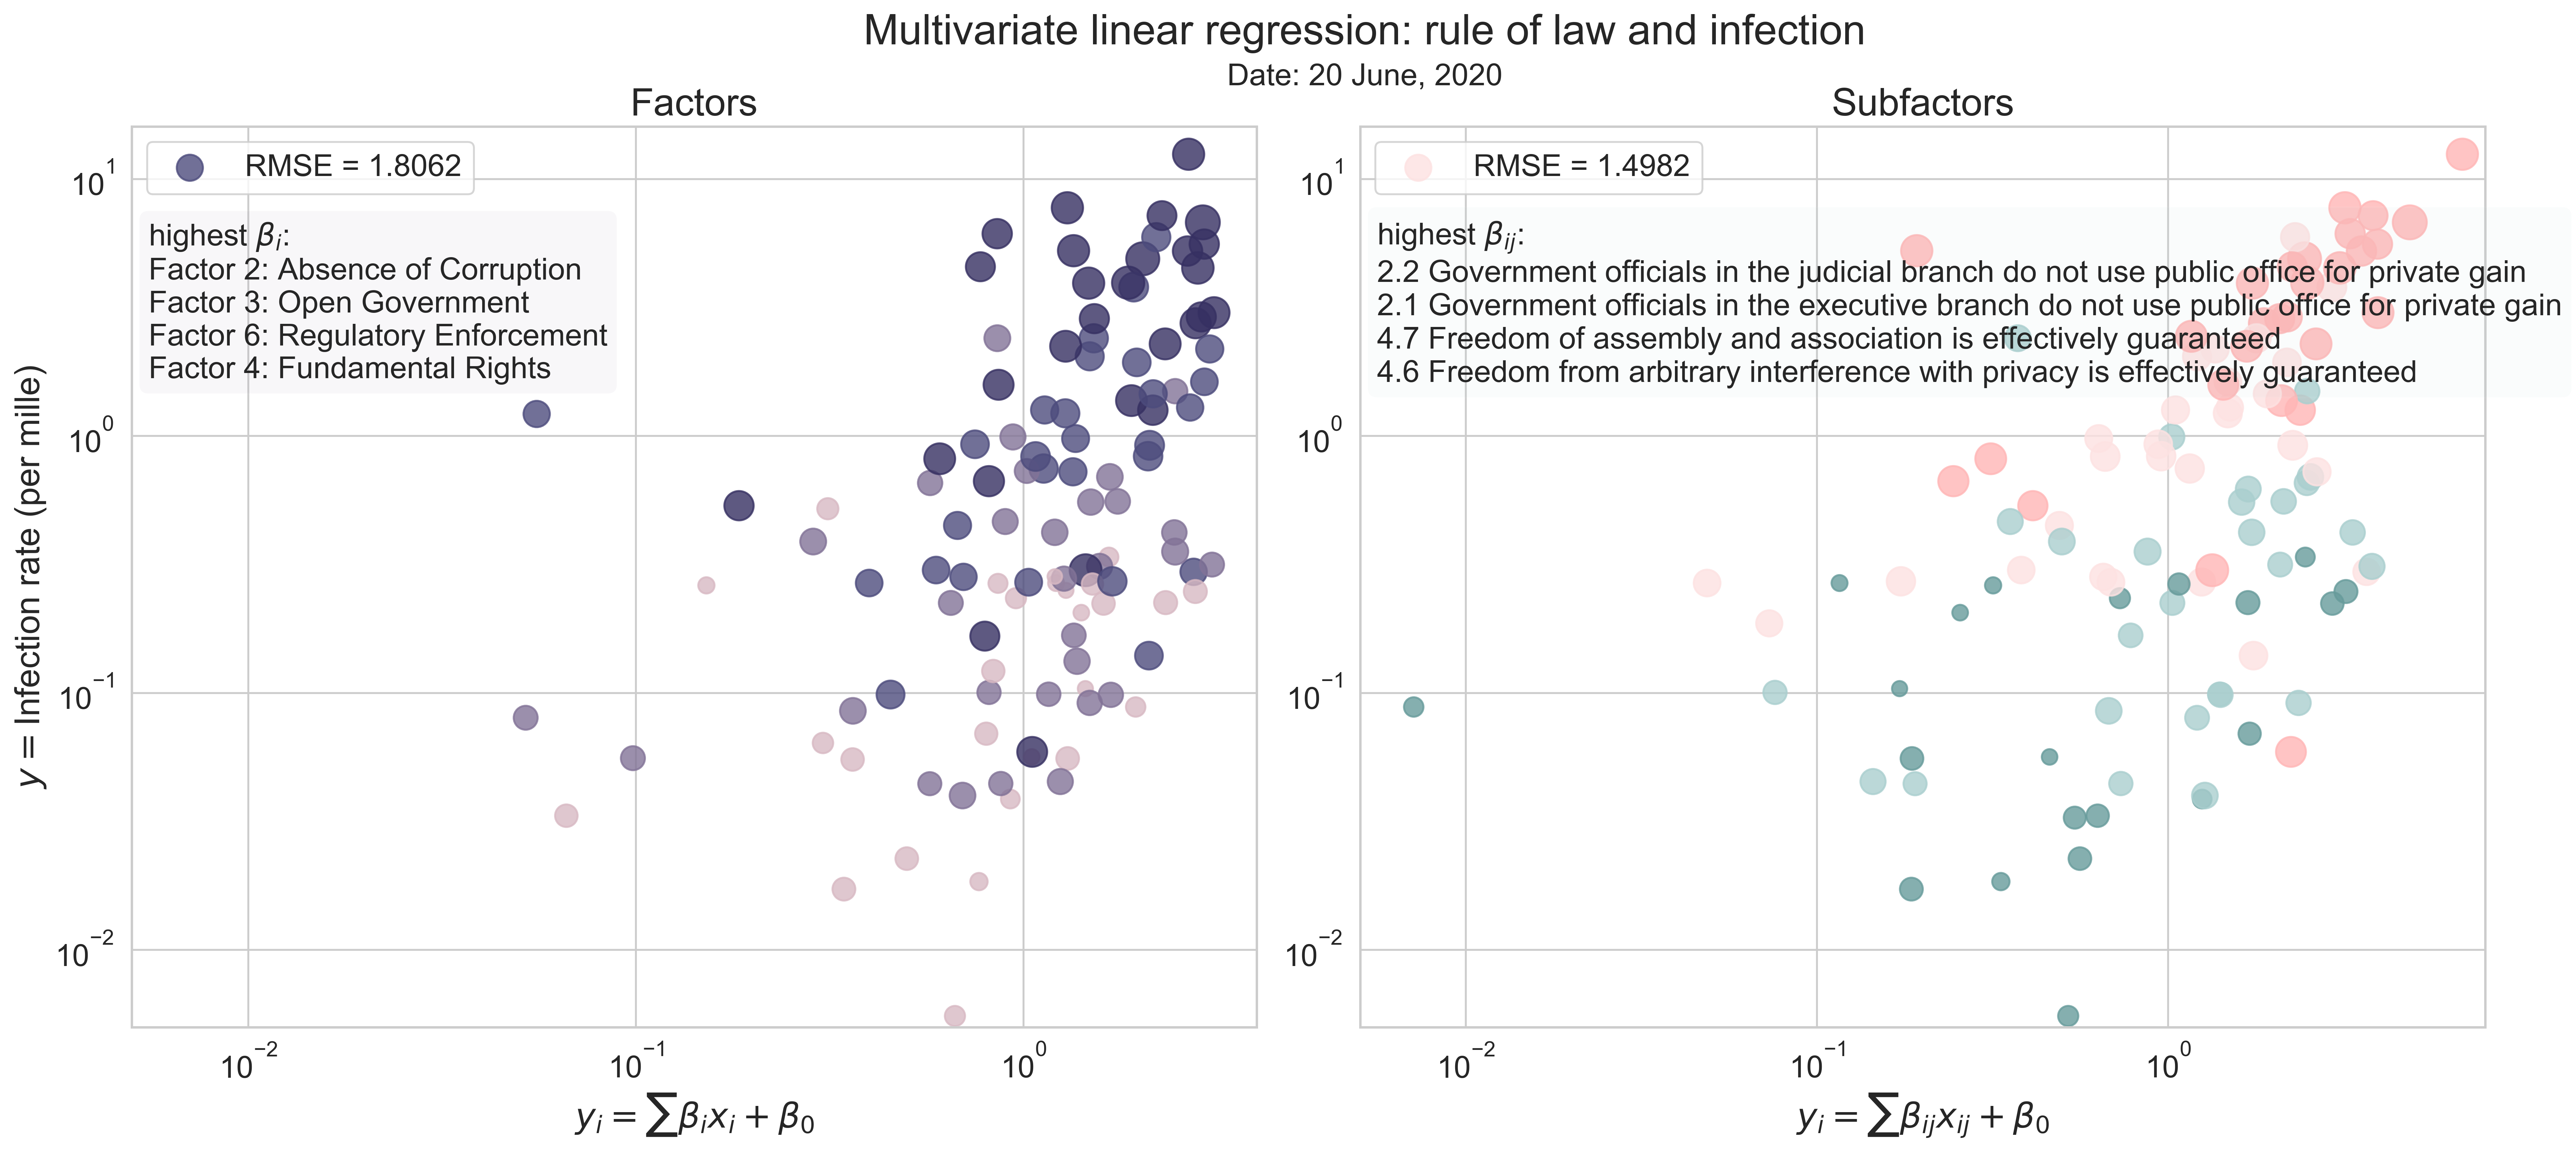 Multivariate linear regression: rule of law and infection
Date: 20 June, 2020
Factors
RMSE = 1.8062
highest βᵢ:
Factor 2: Absence of Corruption
Factor 3: Open Government
Factor 6: Regulatory Enforcement
Factor 4: Fundamental Rights
y = Infection rate (per mille)
10¹
10⁰
10⁻¹
10⁻²
10⁻²
10⁻¹
10⁰
yᵢ = ∑βᵢxᵢ + β₀
Subfactors
RMSE = 1.4982
highest βᵢⱼ:
2.2 Government officials in the judicial branch do not use public office for private gain
2.1 Government officials in the executive branch do not use public office for private gain
4.7 Freedom of assembly and association is effectively guaranteed
4.6 Freedom from arbitrary interference with privacy is effectively guaranteed
10¹
10⁰
10⁻¹
10⁻²
10⁻²
10⁻¹
10⁰
yᵢ = ∑βᵢⱼxᵢⱼ + β₀